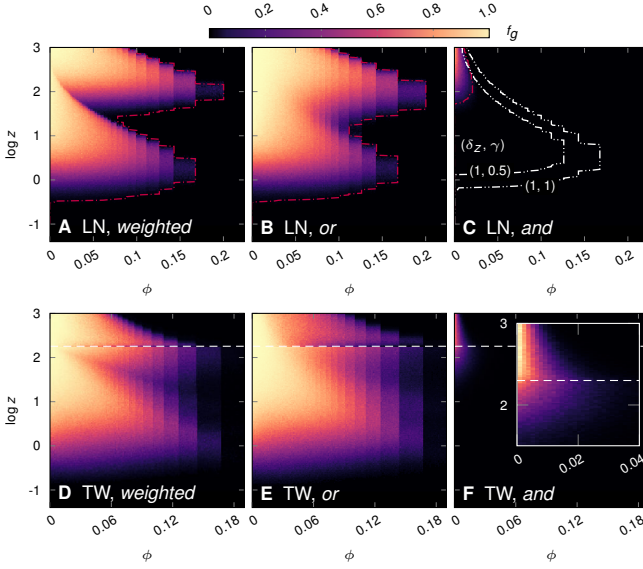 0 0.2 0.4 0.6 0.8 1.0 f_g
log z
3
2
1
0
-1
A LN, weighted
B LN, or
C LN, and
(δ_z, γ)
(1, 0.5)
(1, 1)
0 0.05 0.1 0.15 0.2
0 0.05 0.1 0.15 0.2
0 0.05 0.1 0.15 0.2
ϕ ϕ ϕ
log z
3
2
1
0
-1
D TW, weighted
E TW, or
F TW, and
3
2
0 0.02 0.04
0 0.06 0.12 0.18
0.06 0.12 0.18
0 0.06 0.12 0.18
ϕ ϕ ϕ